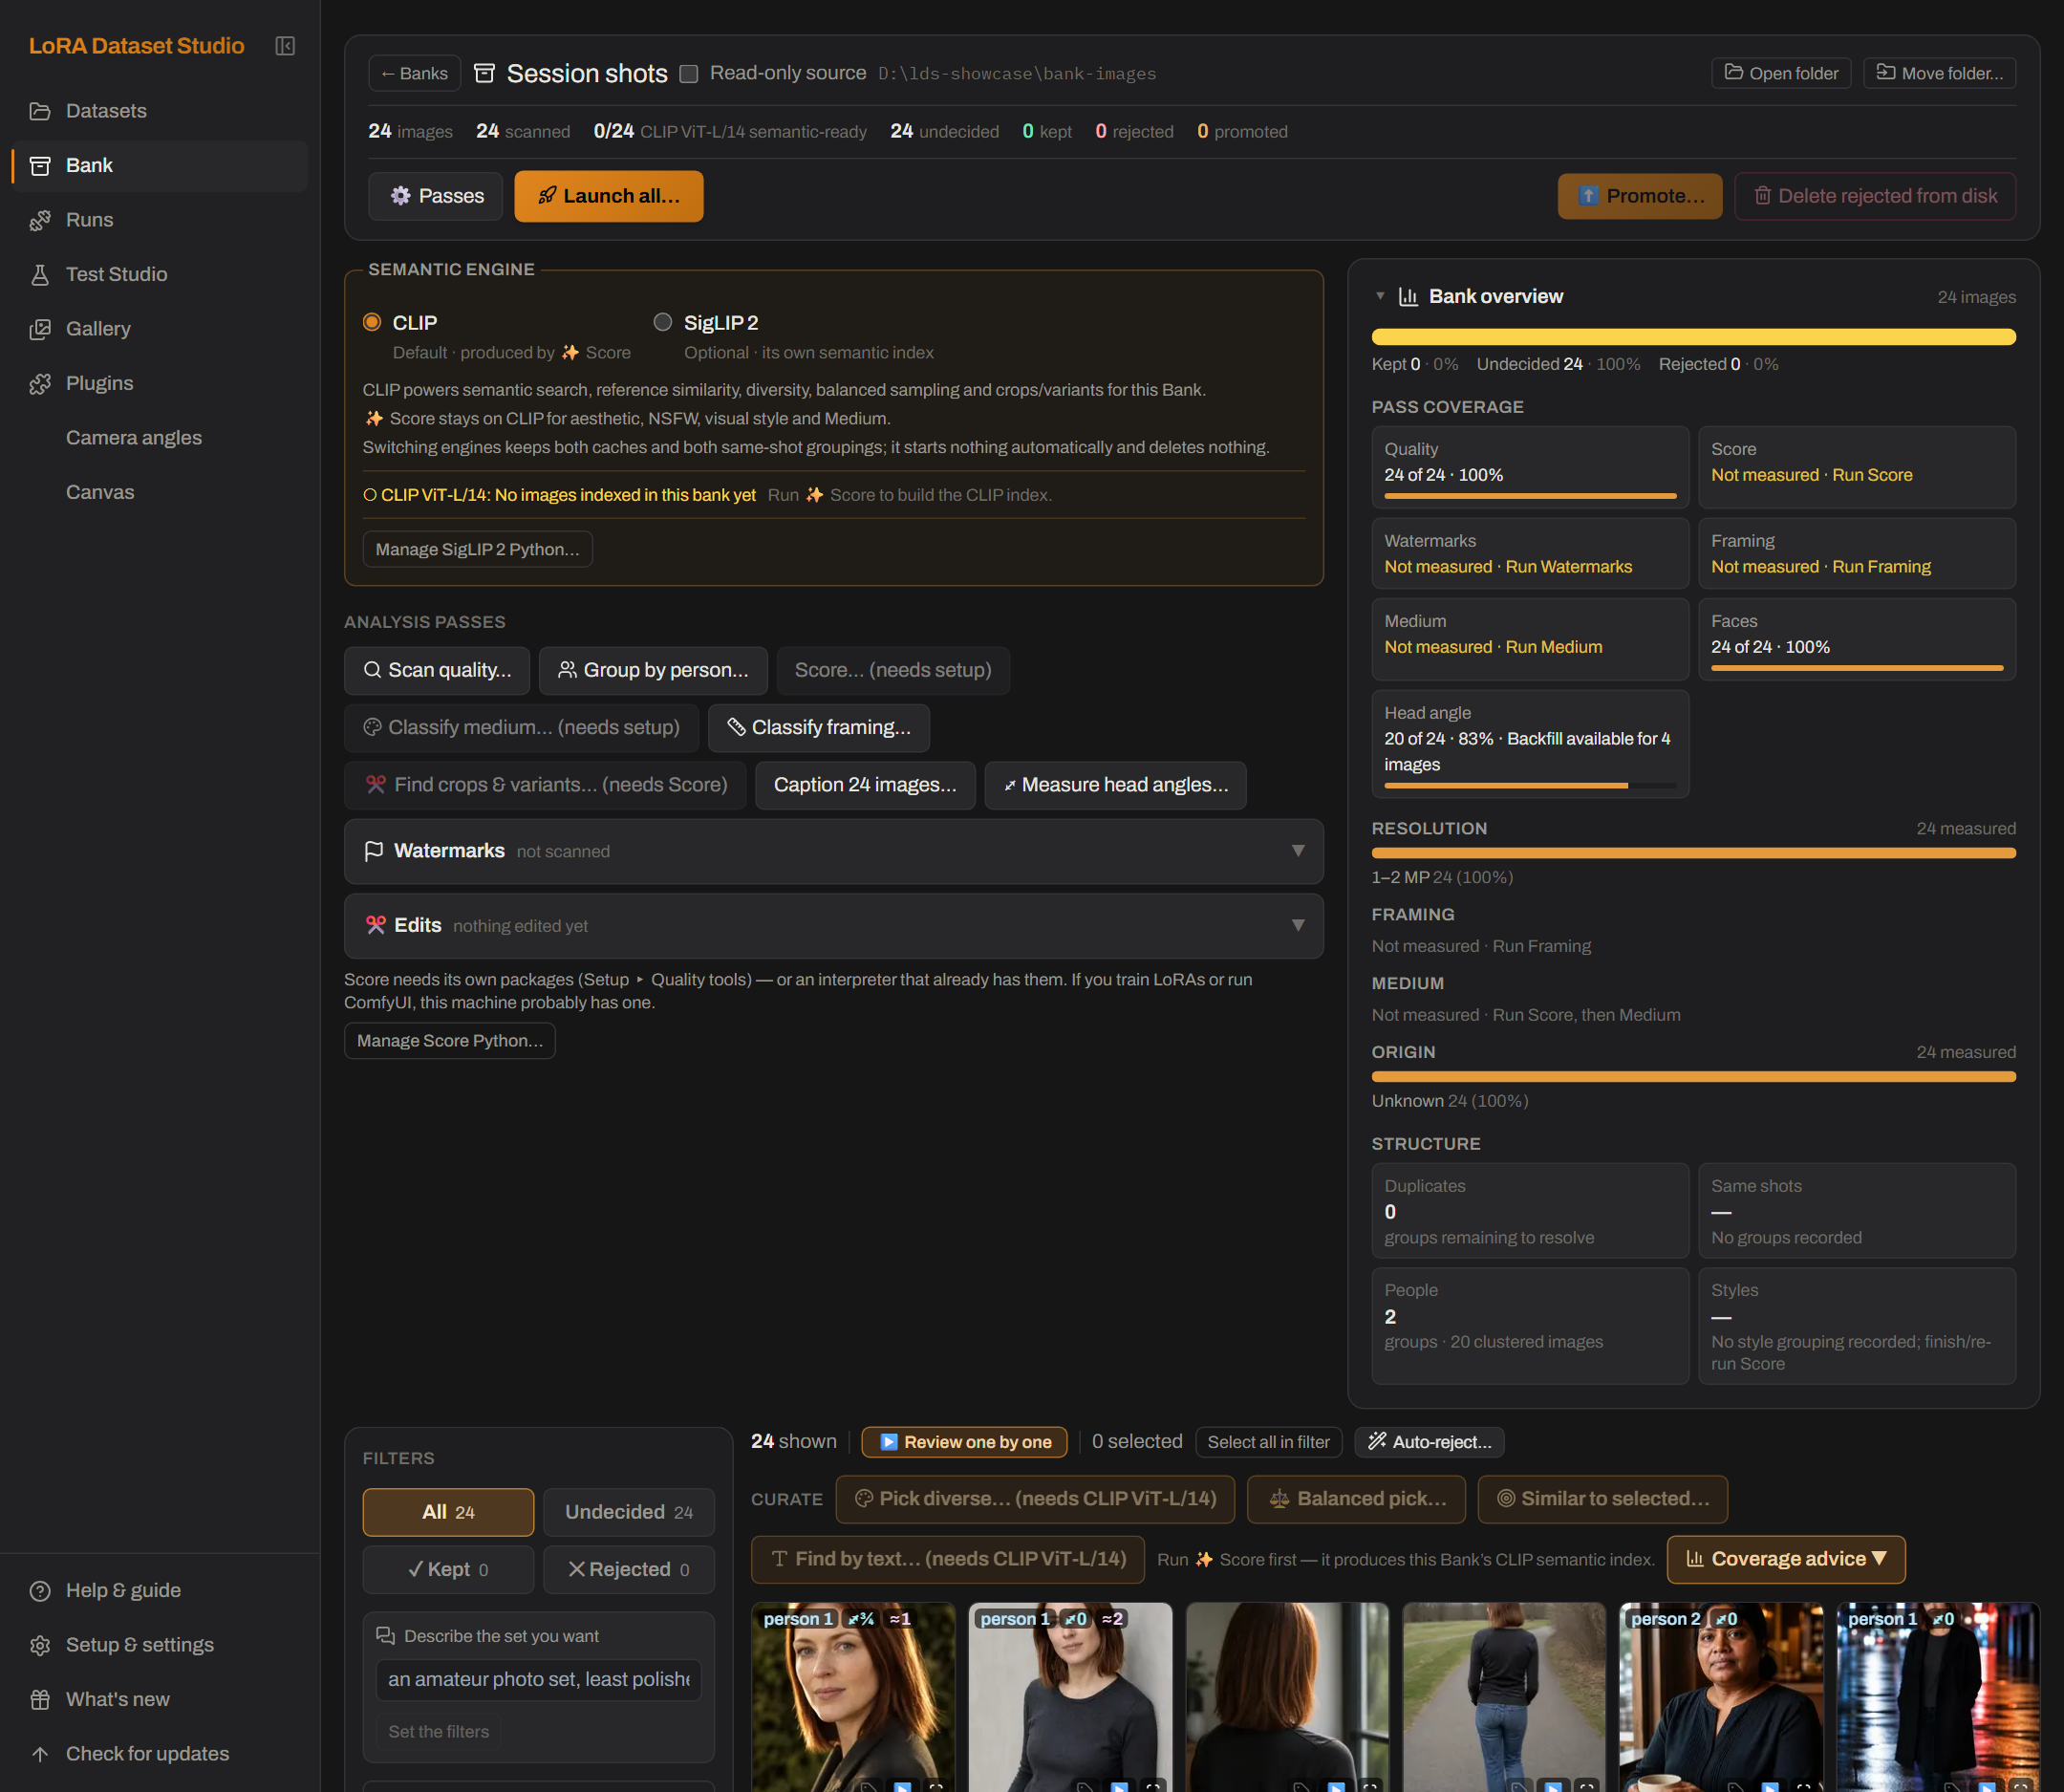 LoRA Dataset Studio
Datasets
Bank
Runs
Test Studio
Gallery
Plugins
Camera angles
Canvas
Help & guide
Setup & settings
What's new
Check for updates
← Banks Session shots Read-only source D:\lds-showcase\bank-images Open folder Move folder...
24 images 24 scanned 0/24 CLIP ViT-L/14 semantic-ready 24 undecided 0 kept 0 rejected 0 promoted
Passes Launch all... Promote... Delete rejected from disk
SEMANTIC ENGINE
CLIP SigLIP 2
Default · produced by ✨ Score Optional · its own semantic index
CLIP powers semantic search, reference similarity, diversity, balanced sampling and crops/variants for this Bank.
✨ Score stays on CLIP for aesthetic, NSFW, visual style and Medium.
Switching engines keeps both caches and both same-shot groupings; it starts nothing automatically and deletes nothing.
CLIP ViT-L/14: No images indexed in this bank yet Run ✨ Score to build the CLIP index.
Manage SigLIP 2 Python...
ANALYSIS PASSES
Scan quality... Group by person... Score... (needs setup)
Classify medium... (needs setup) Classify framing...
Find crops & variants... (needs Score) Caption 24 images... Measure head angles...
Watermarks not scanned ▼
Edits nothing edited yet ▼
Score needs its own packages (Setup ▸ Quality tools) — or an interpreter that already has them. If you train LoRAs or run
ComfyUI, this machine probably has one.
Manage Score Python...
▼ Bank overview 24 images
Kept 0 · 0% Undecided 24 · 100% Rejected 0 · 0%
PASS COVERAGE
Quality
24 of 24 · 100%
Score
Not measured · Run Score
Watermarks
Not measured · Run Watermarks
Framing
Not measured · Run Framing
Medium
Not measured · Run Medium
Faces
24 of 24 · 100%
Head angle
20 of 24 · 83% · Backfill available for 4
images
RESOLUTION 24 measured
1–2 MP 24 (100%)
FRAMING
Not measured · Run Framing
MEDIUM
Not measured · Run Score, then Medium
ORIGIN 24 measured
Unknown 24 (100%)
STRUCTURE
Duplicates
0
groups remaining to resolve
Same shots
—
No groups recorded
People
2
groups · 20 clustered images
Styles
—
No style grouping recorded; finish/re-
run Score
FILTERS
All 24 Undecided 24
✓ Kept 0 ✕ Rejected 0
Describe the set you want
an amateur photo set, least polishe
Set the filters
24 shown Review one by one 0 selected Select all in filter Auto-reject...
CURATE Pick diverse... (needs CLIP ViT-L/14) Balanced pick... Similar to selected...
Find by text... (needs CLIP ViT-L/14) Run ✨ Score first — it produces this Bank's CLIP semantic index. Coverage advice ▼
person 1 ¾ ≈1
person 1 0 ≈2
person 2 0
person 1 0